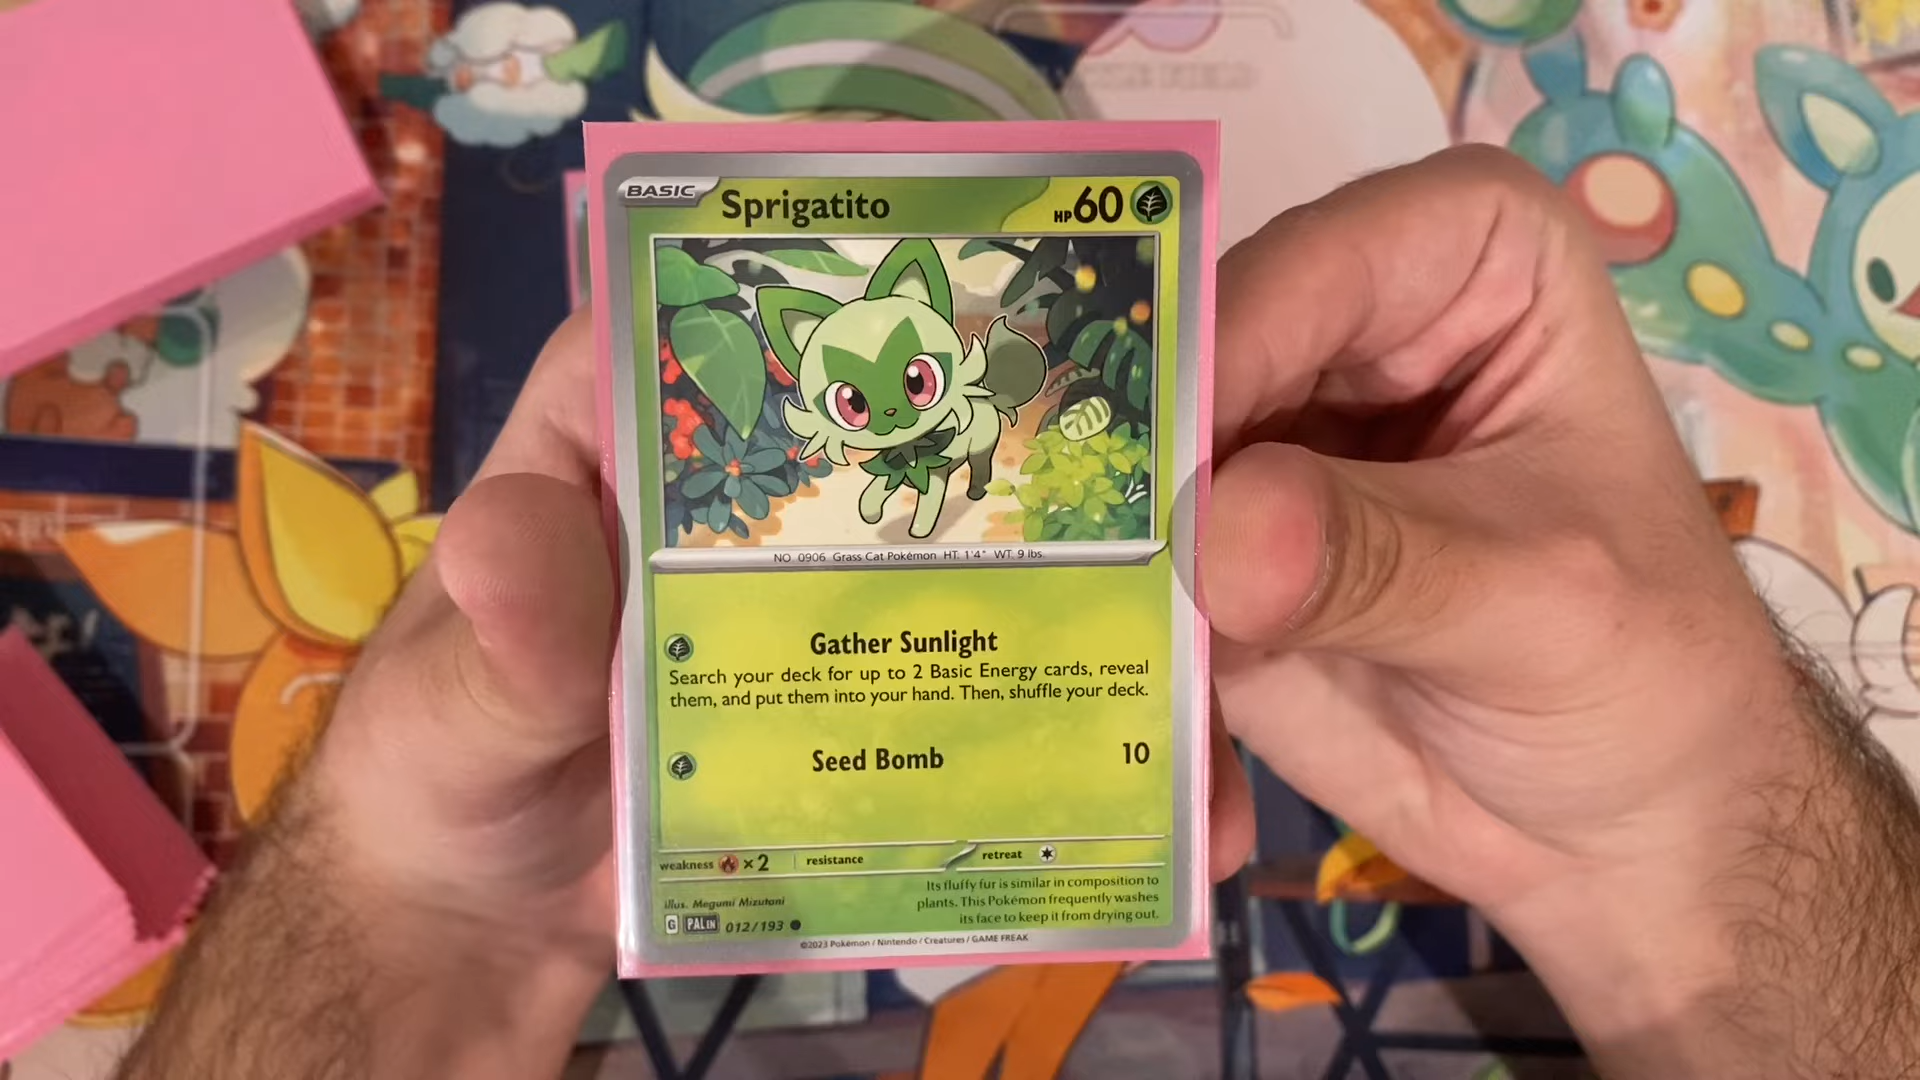 BASIC
Sprigatito
HP 60
NO 0906 Grass Cat Pokémon HT: 1'4" WT: 9 lbs.
Gather Sunlight
Search your deck for up to 2 Basic Energy cards, reveal
them, and put them into your hand. Then, shuffle your deck.
Seed Bomb 10
weakness ×2 resistance retreat
Its fluffy fur is similar in composition to
plants. This Pokémon frequently washes
its face to keep it from drying out.
illus. Megumi Mizutani
G PAL EN 012/193
©2023 Pokémon / Nintendo / Creatures / GAME FREAK